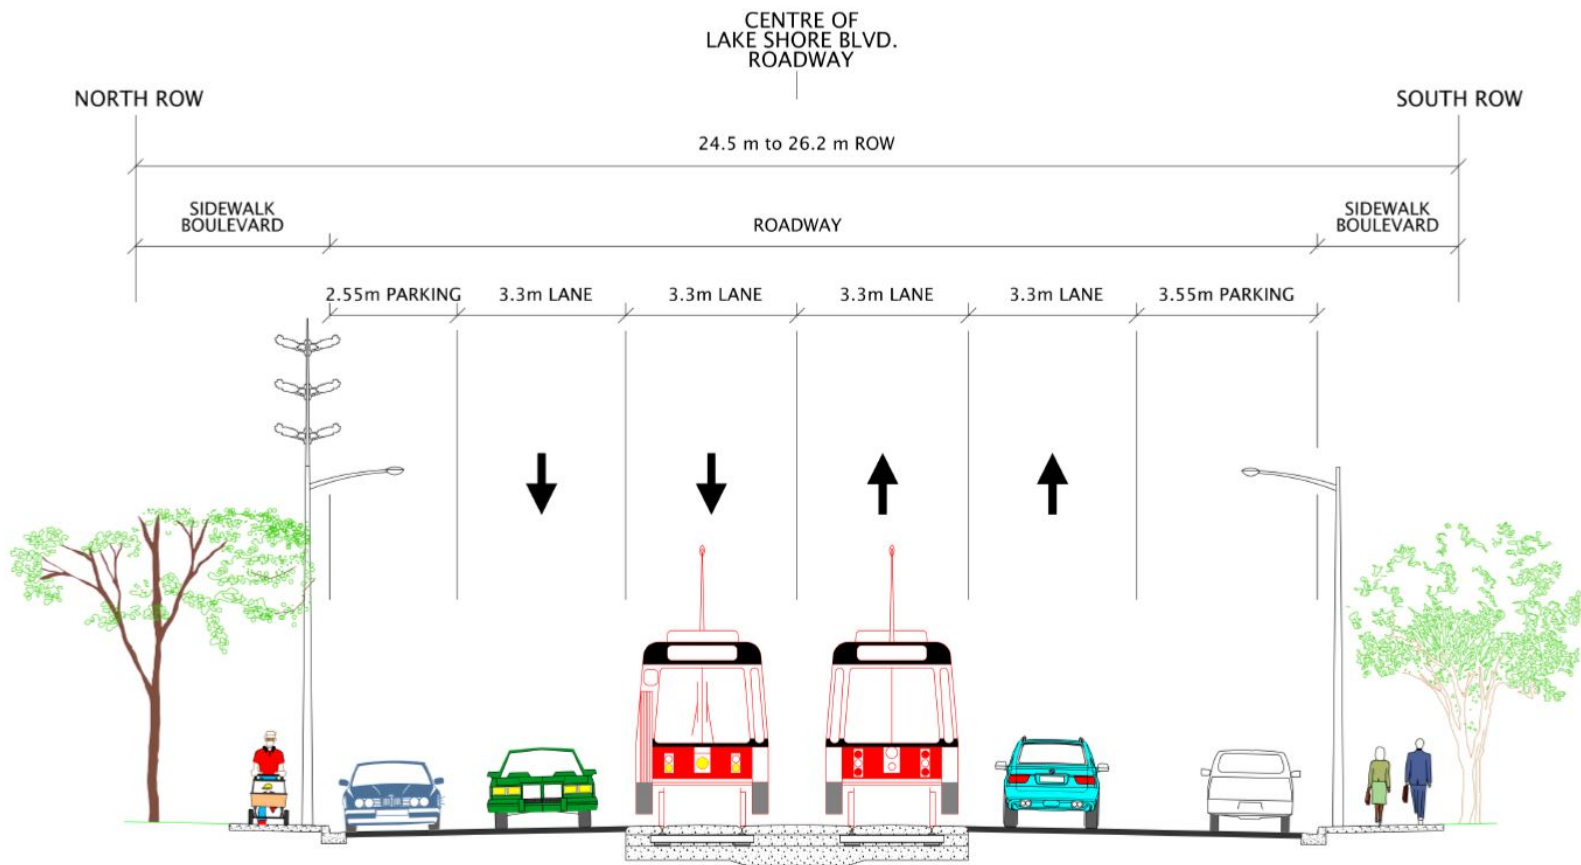 CENTRE OF
LAKE SHORE BLVD.
ROADWAY
NORTH ROW
SOUTH ROW
24.5 m to 26.2 m ROW
SIDEWALK
BOULEVARD
ROADWAY
SIDEWALK
BOULEVARD
2.55m PARKING
3.3m LANE
3.3m LANE
3.3m LANE
3.3m LANE
3.55m PARKING